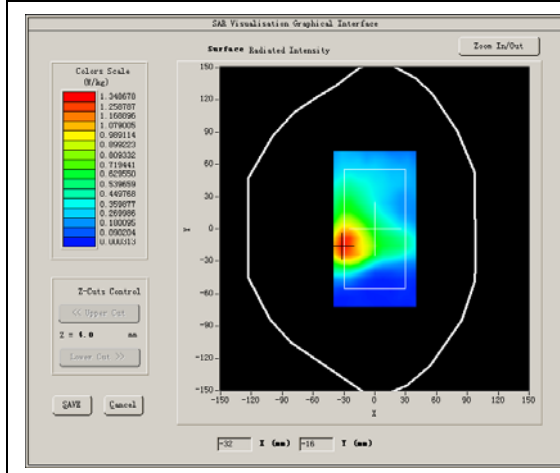 SAR Visualisation Graphical Interface
Surface Radiated Intensity
Zoom In/Out
Colors Scale
(W/kg)
1.348670
1.258787
1.168896
1.079005
0.989114
0.899223
0.809332
0.719441
0.629550
0.539659
0.449768
0.359877
0.269986
0.180095
0.090204
0.000313
150
120
90
60
30
0
-30
-60
-90
-120
-150
Y
-150 -120 -90 -60 -30 0 30 60 90 120 150
X
Z-Cuts Control
<< Upper Cut
Z = 4.0 mm
Lower Cut >>
SAVE Cancel
-32 X (mm) -16 Y (mm)